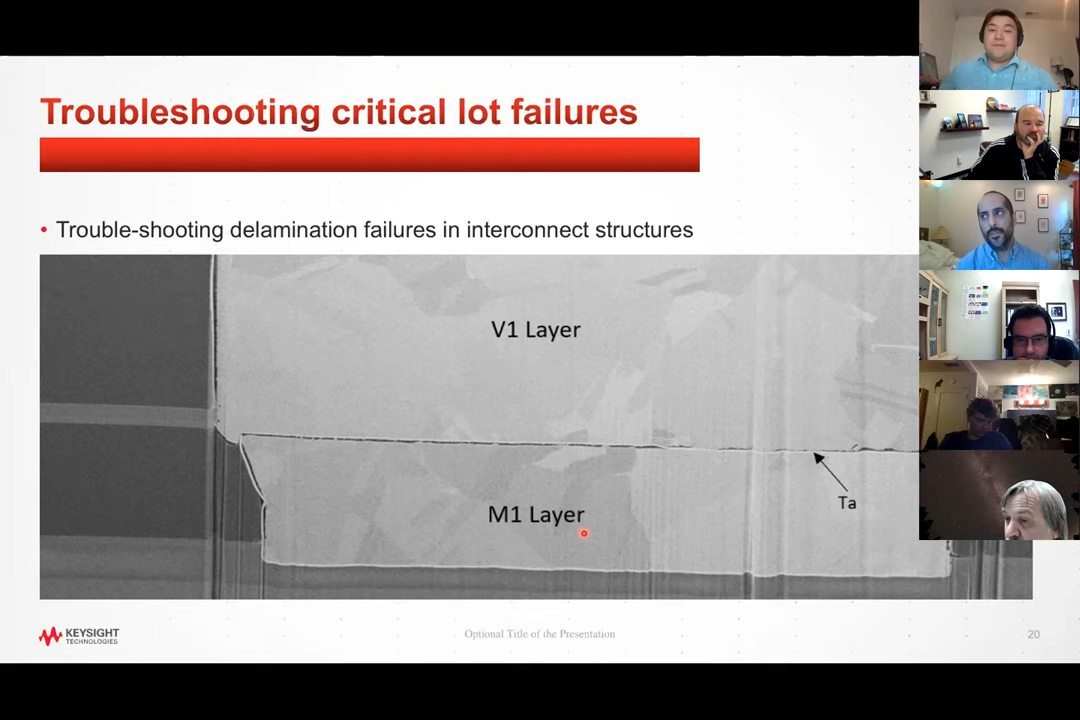 Troubleshooting critical lot failures
• Trouble-shooting delamination failures in interconnect structures
V1 Layer
M1 Layer
Ta
KEYSIGHT
TECHNOLOGIES
Optional Title of the Presentation
20